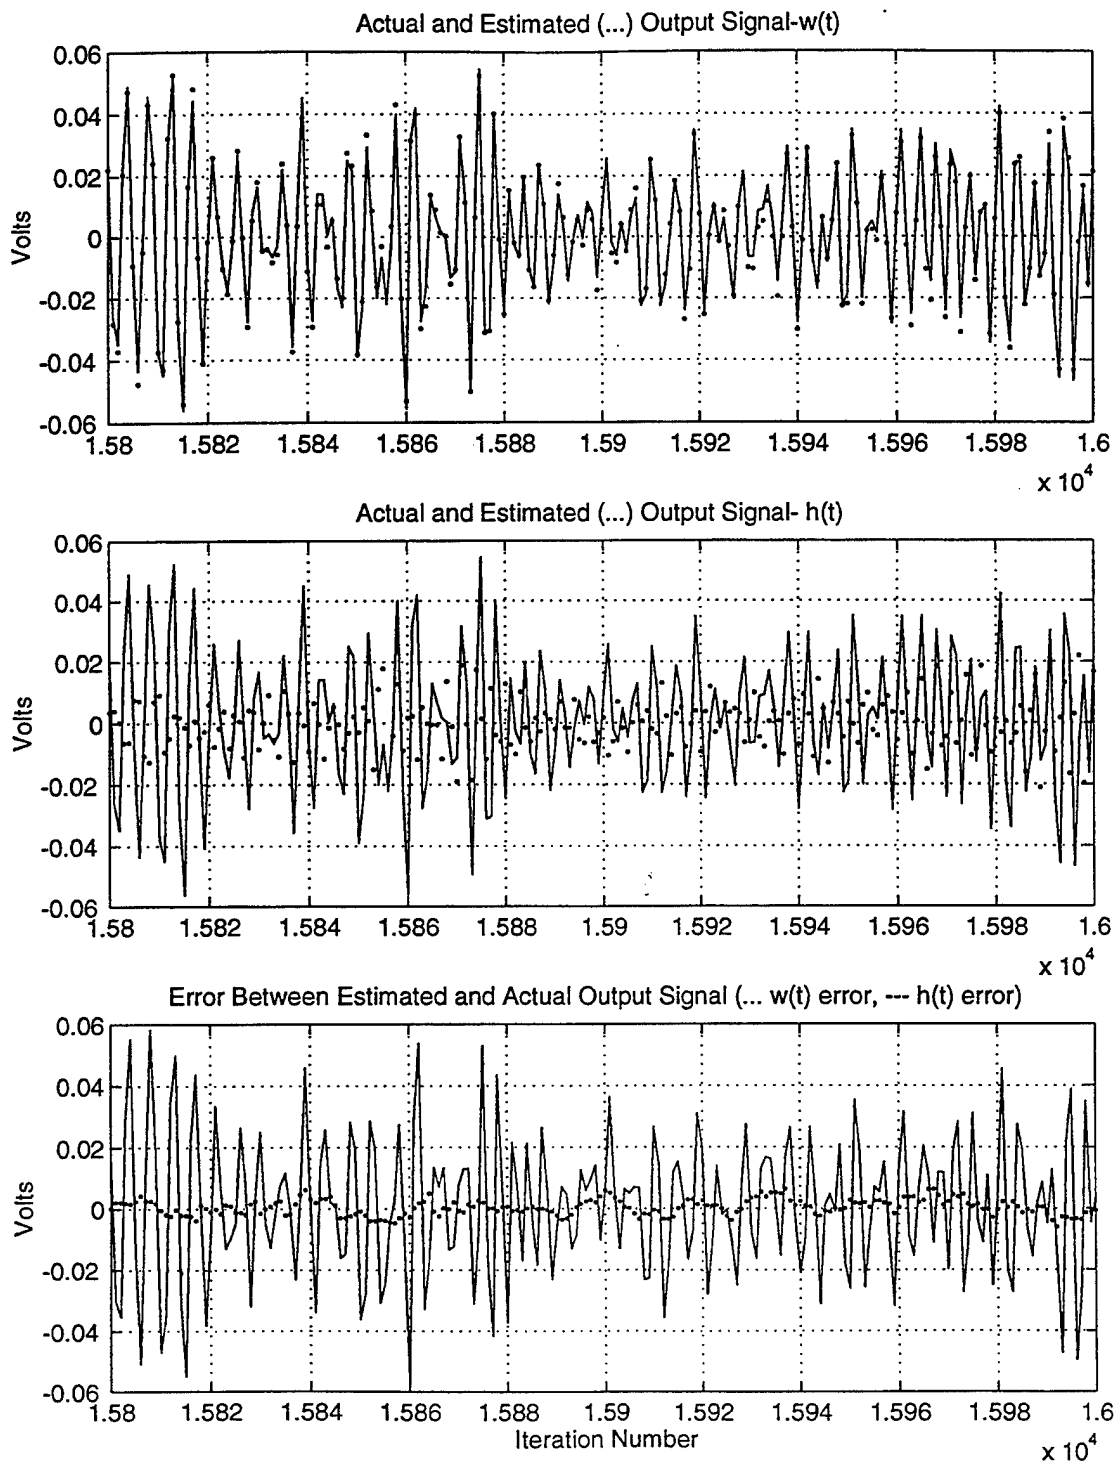 Actual and Estimated (...) Output Signal-w(t)
0.06
0.04
0.02
0
-0.02
-0.04
-0.06
Volts
1.58 1.582 1.584 1.586 1.588 1.59 1.592 1.594 1.596 1.598 1.6
x 10^4
Actual and Estimated (...) Output Signal- h(t)
0.06
0.04
0.02
0
-0.02
-0.04
-0.06
Volts
1.58 1.582 1.584 1.586 1.588 1.59 1.592 1.594 1.596 1.598 1.6
x 10^4
Error Between Estimated and Actual Output Signal (... w(t) error, --- h(t) error)
0.06
0.04
0.02
0
-0.02
-0.04
-0.06
Volts
1.58 1.582 1.584 1.586 1.588 1.59 1.592 1.594 1.596 1.598 1.6
Iteration Number
x 10^4